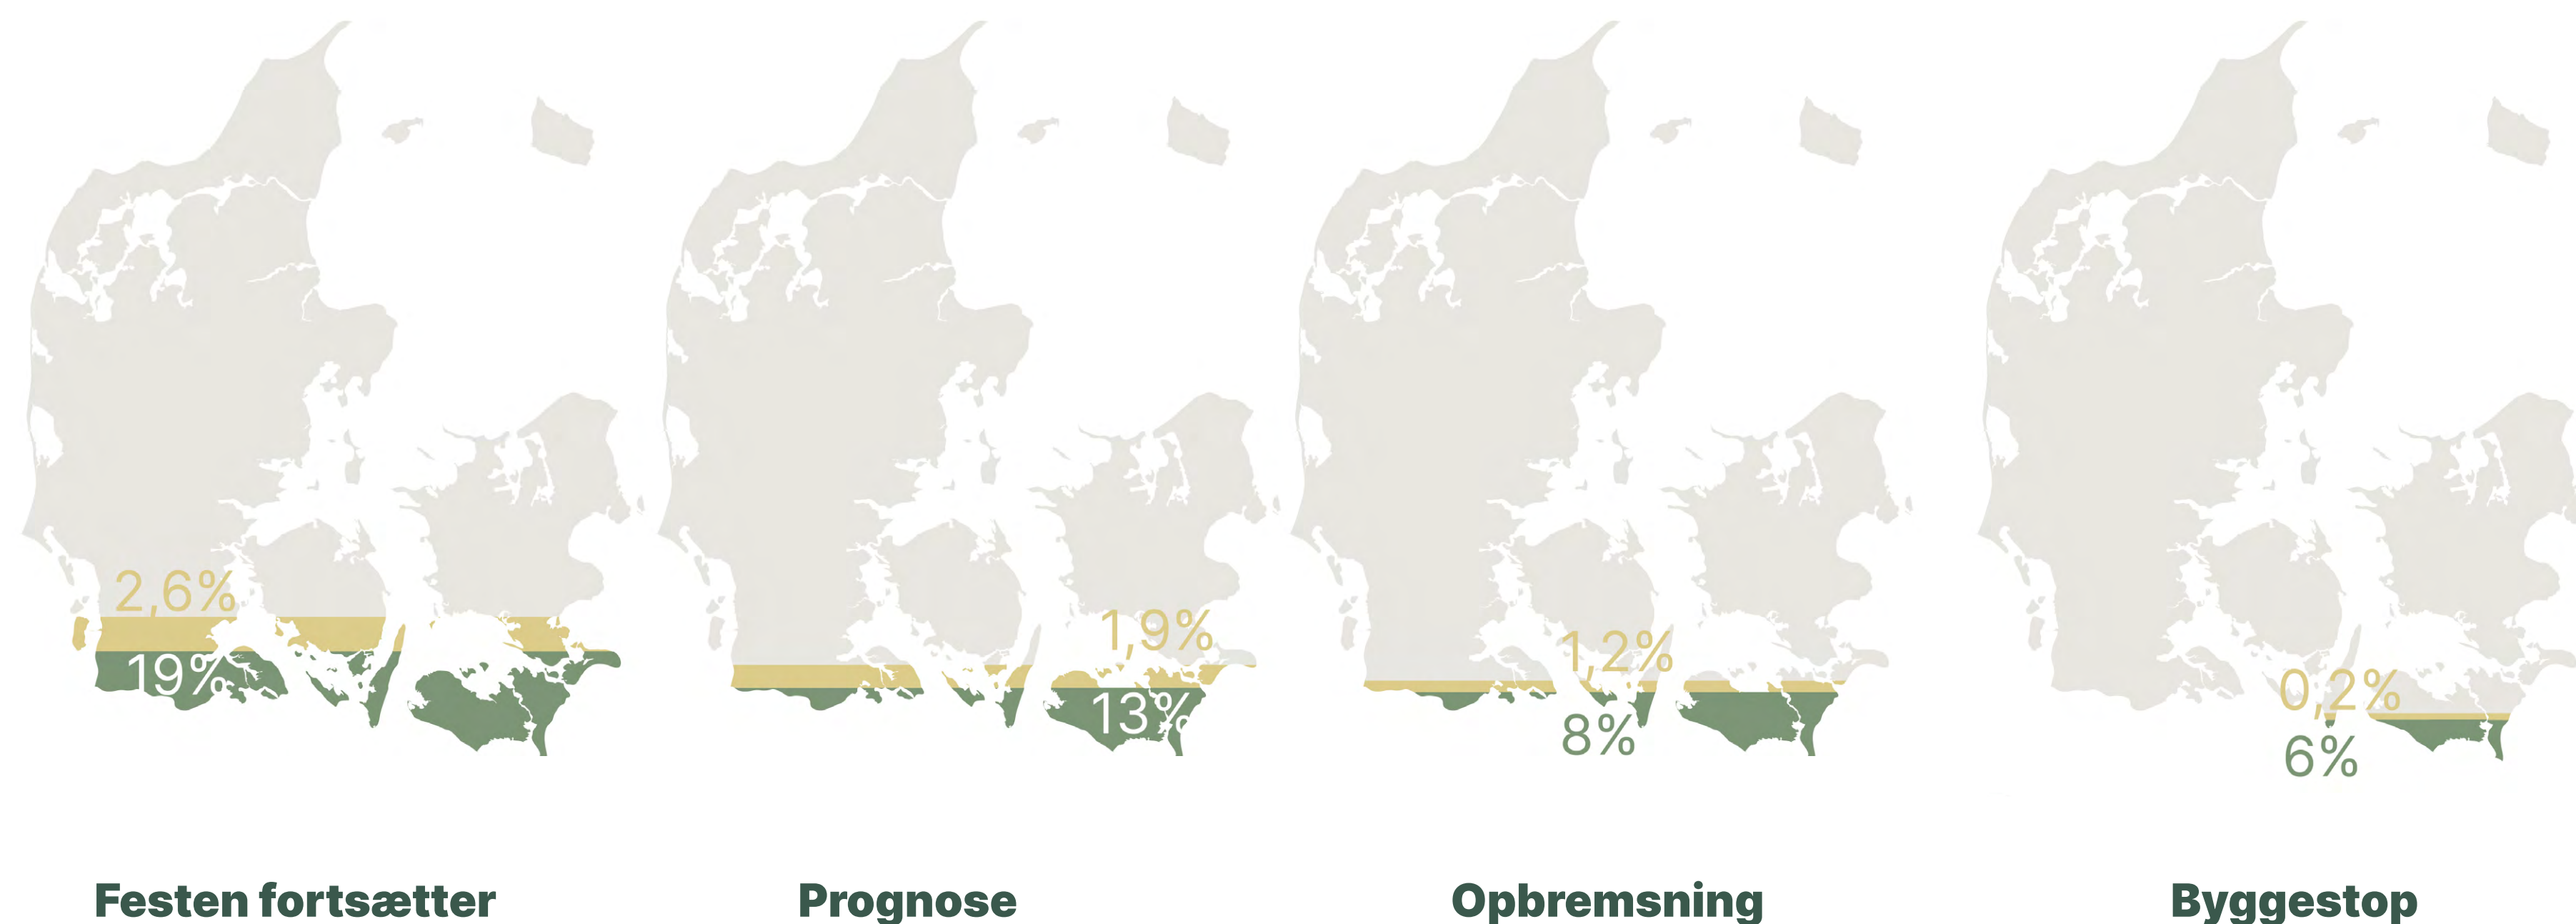 2,6%
19%
1,9%
13%
1,2%
8%
0,2%
6%
Festen fortsætter
Prognose
Opbremsning
Byggestop